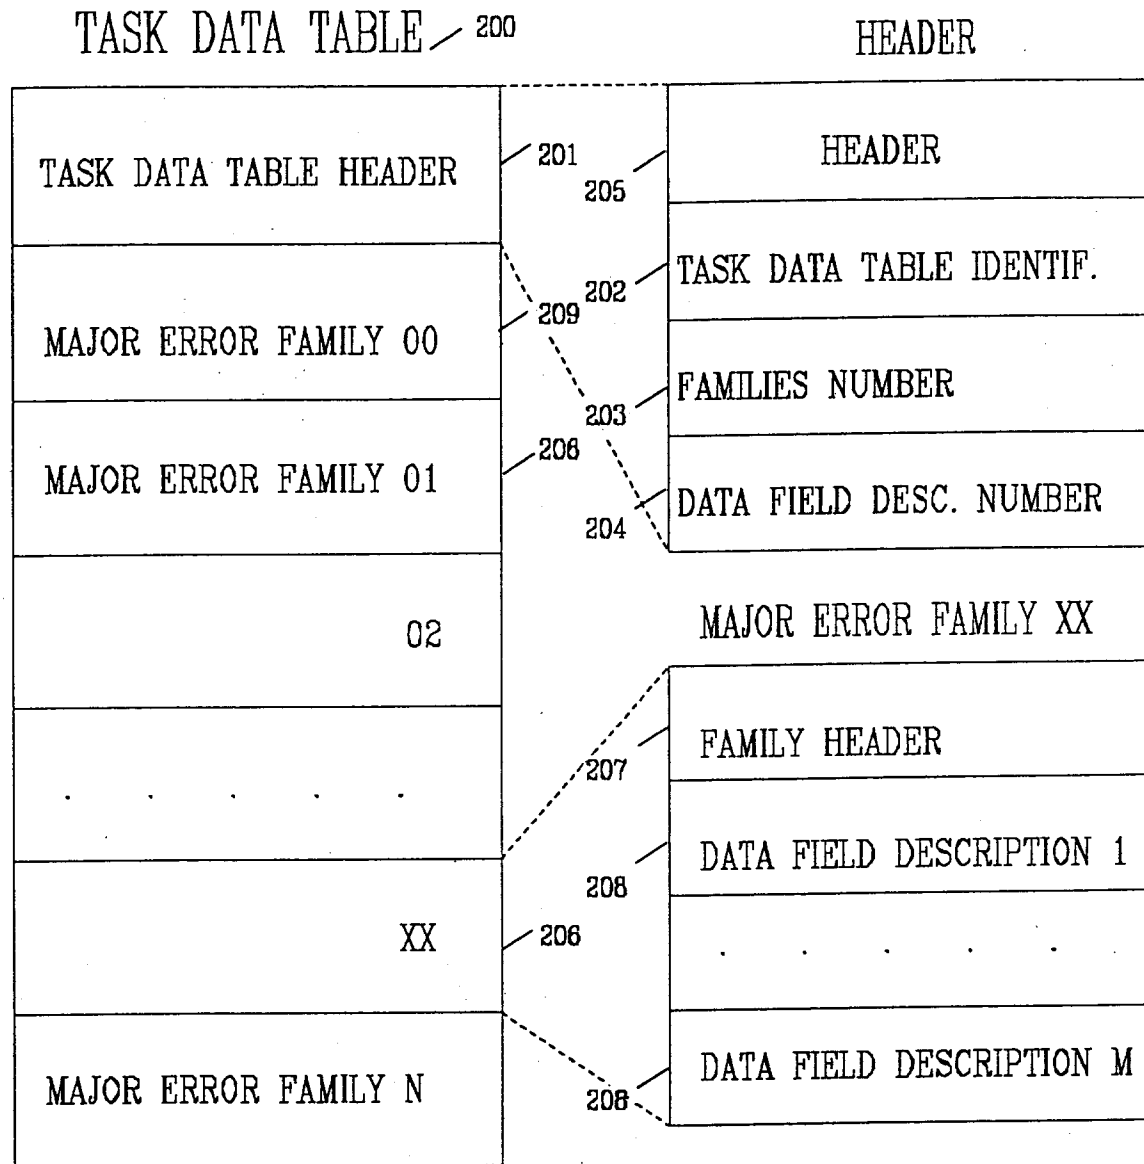 TASK DATA TABLE 200
TASK DATA TABLE HEADER
201
MAJOR ERROR FAMILY 00
209
MAJOR ERROR FAMILY 01
206
02
. . . . .
XX
206
MAJOR ERROR FAMILY N
HEADER
HEADER
205
TASK DATA TABLE IDENTIF.
202
FAMILIES NUMBER
203
DATA FIELD DESC. NUMBER
204
MAJOR ERROR FAMILY XX
FAMILY HEADER
207
DATA FIELD DESCRIPTION 1
208
. . . . .
DATA FIELD DESCRIPTION M
208